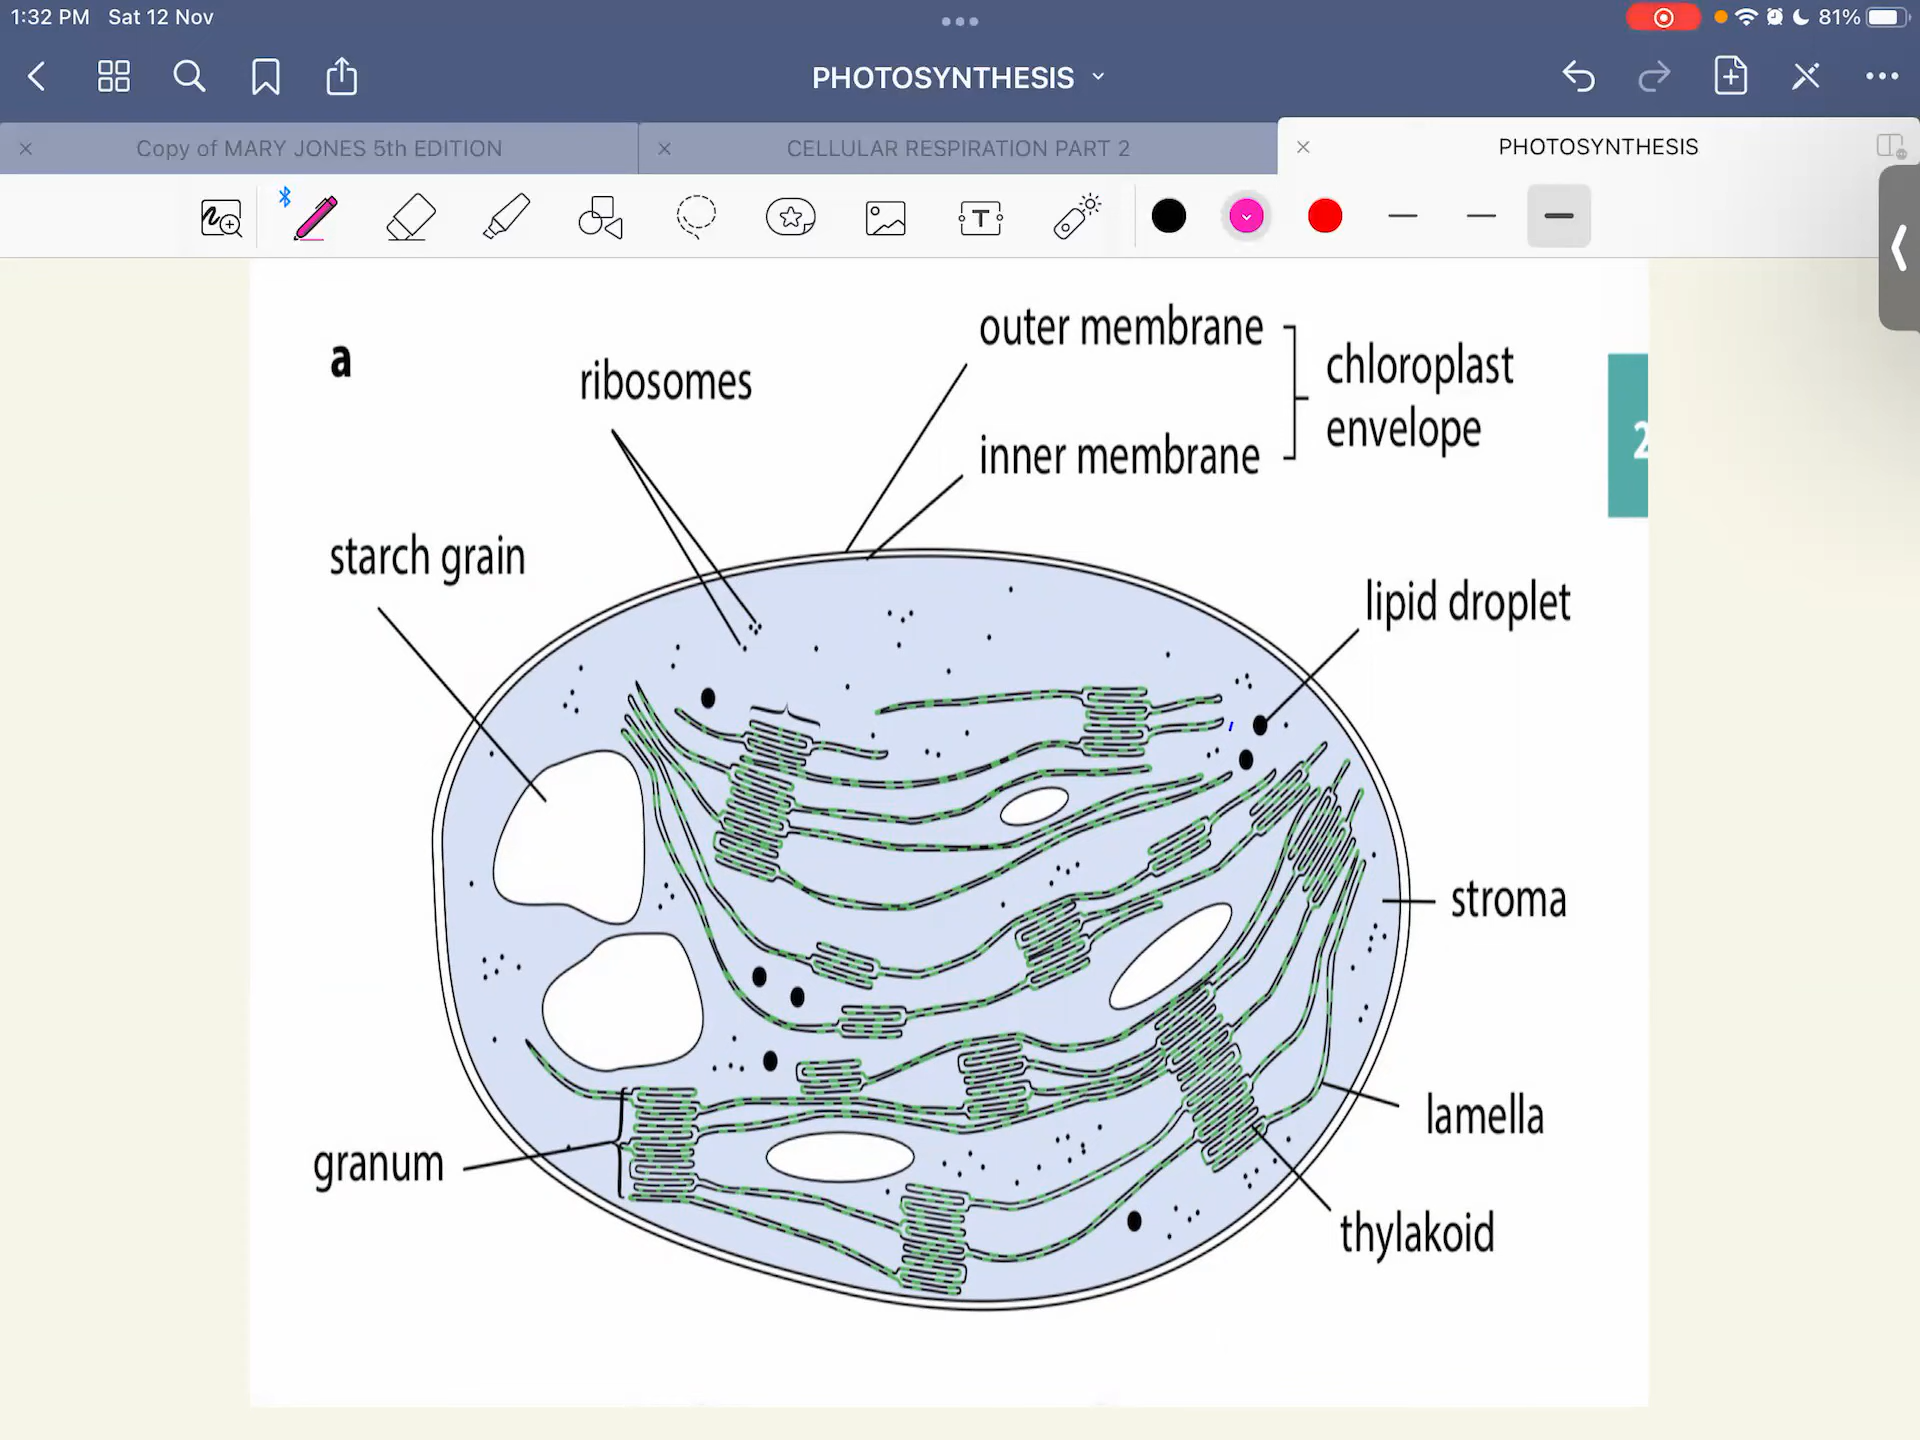 1:32 PM Sat 12 Nov
81%
PHOTOSYNTHESIS
Copy of MARY JONES 5th EDITION
CELLULAR RESPIRATION PART 2
PHOTOSYNTHESIS
T
a
outer membrane
ribosomes
chloroplast
envelope
2
inner membrane
starch grain
lipid droplet
stroma
lamella
granum
thylakoid